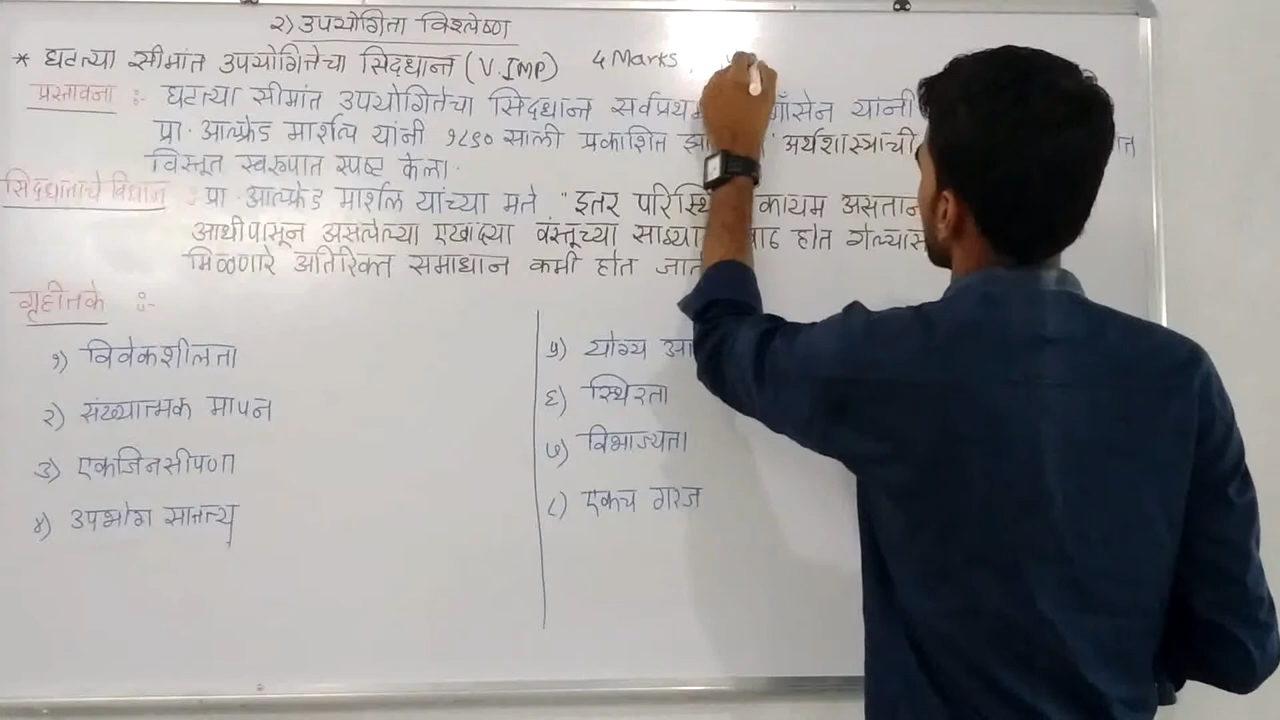 २) उपयोगिता विश्लेषण
* घटत्या सीमांत उपयोगितेचा सिद्धान्त (V.IMP) 4 Marks
प्रस्तावना :- घटत्या सीमांत उपयोगितेचा सिद्धान्त सर्वप्रथम गॉसेन यांनी
प्रा. आल्फ्रेड मार्शल यांनी १८९० साली प्रकाशित अर्थशास्त्राची
विस्तृत स्वरुपात स्पष्ट केला.
सिद्धांताचे विधान :- प्रा. आल्फ्रेड मार्शल यांच्या मते "इतर कायम असताना
आधीपासून असलेल्या एखाद्या वस्तूच्या वाढ होत गेल्यास
मिळणारे अतिरिक्त समाधान कमी होत
गृहीतके :-
१) विवेकशीलता
२) संख्यात्मक मापन
३) एकजिनसीपणा
४) उपभोग सातत्य
५) योग्य
६) स्थिरता
७) विभाज्यता
८) एकच गरज